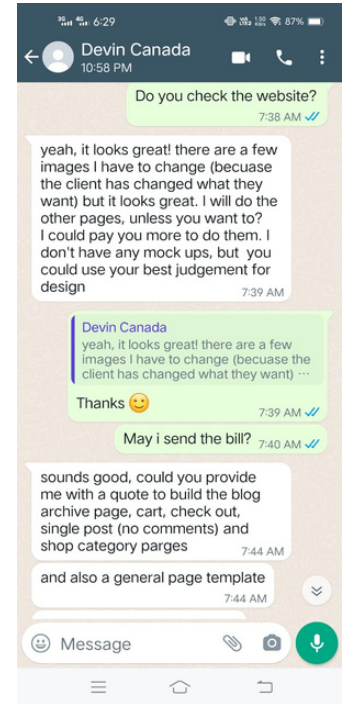 6:29
87%
Devin Canada
10:58 PM
Do you check the website?
7:38 AM
yeah, it looks great! there are a few
images I have to change (becuase
the client has changed what they
want) but it looks great. I will do the
other pages, unless you want to?
I could pay you more to do them. I
don't have any mock ups, but you
could use your best judgement for
design
7:39 AM
Devin Canada
yeah, it looks great! there are a few
images I have to change (becuase the
client has changed what they want) ...
Thanks
7:39 AM
May i send the bill?
7:40 AM
sounds good, could you provide
me with a quote to build the blog
archive page, cart, check out,
single post (no comments) and
shop category parges
7:44 AM
and also a general page template
7:44 AM
Message